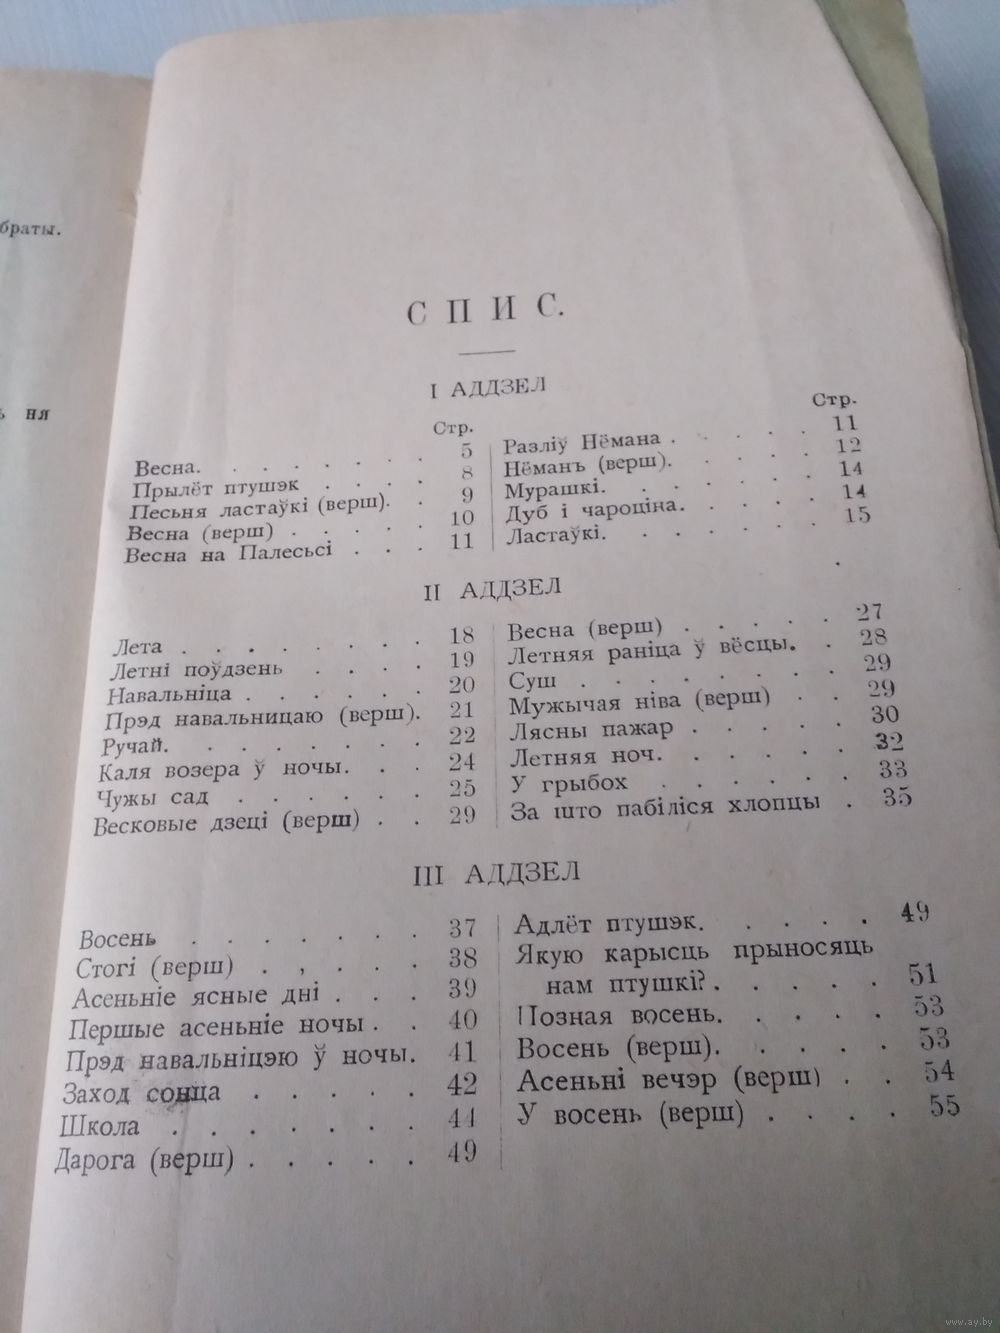 браты.
ь ня
СПИС.
I АДДЗЕЛ
Стр.
Весна. . . . . . . . 5
Прылёт птушэк . . . . 8
Песьня ластаўкі (верш). . 9
Весна (верш) . . . . . 10
Весна на Палесьсі . . . 11
Стр.
Разліў Нёмана . . . . . 11
Нёманъ (верш). . . . . 12
Мурашкі. . . . . . . 14
Дуб і чароціна. . . . . 14
Ластаўкі. . . . . . . 15
II АДДЗЕЛ
Лета . . . . . . . . 18
Летні поўдзень . . . . 19
Навальніца . . . . . . 20
Прэд навальницаю (верш). 21
Ручай. . . . . . . . 22
Каля возера ў ночы. . . 24
Чужы сад . . . . . . 25
Весковые дзеці (верш) . . 29
Весна (верш) . . . . . 27
Летняя раніца ў вёсцы. . 28
Суш . . . . . . . . 29
Мужычая ніва (верш) . . 29
Лясны пажар . . . . . 30
Летняя ноч. . . . . . 32
У грыбох . . . . . . 33
За што пабіліся хлопцы . 35
III АДДЗЕЛ
Восень . . . . . . . 37
Стогі (верш) . . . . . 38
Асеньніе ясные дні . . . 39
Першые асеньніе ночы . . 40
Прэд навальніцэю ў ночы. 41
Заход сонца . . . . . 42
Школа . . . . . . . 44
Дарога (верш) . . . . . 49
Адлёт птушэк. . . . . 49
Якую карысць прыносяць
нам птушкі? . . . . . 51
Позная восень. . . . . 53
Восень (верш). . . . . 53
Асеньні вечэр (верш) . . 54
У восень (верш) . . . . 55
www.ay.by